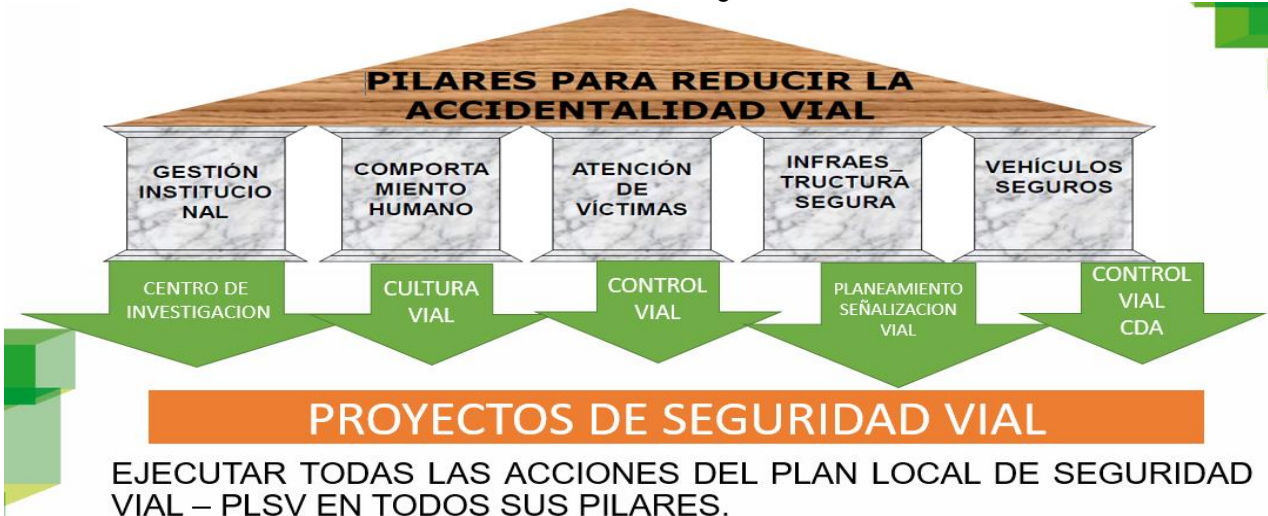 PILARES PARA REDUCIR LA
ACCIDENTALIDAD VIAL
GESTIÓN
INSTITUCIO
NAL
COMPORTA
MIENTO
HUMANO
ATENCIÓN
DE
VÍCTIMAS
INFRAES_
TRUCTURA
SEGURA
VEHÍCULOS
SEGUROS
CENTRO DE
INVESTIGACION
CULTURA
VIAL
CONTROL
VIAL
PLANEAMIENTO
SEÑALIZACION
VIAL
CONTROL
VIAL
CDA
PROYECTOS DE SEGURIDAD VIAL
EJECUTAR TODAS LAS ACCIONES DEL PLAN LOCAL DE SEGURIDAD
VIAL – PLSV EN TODOS SUS PILARES.